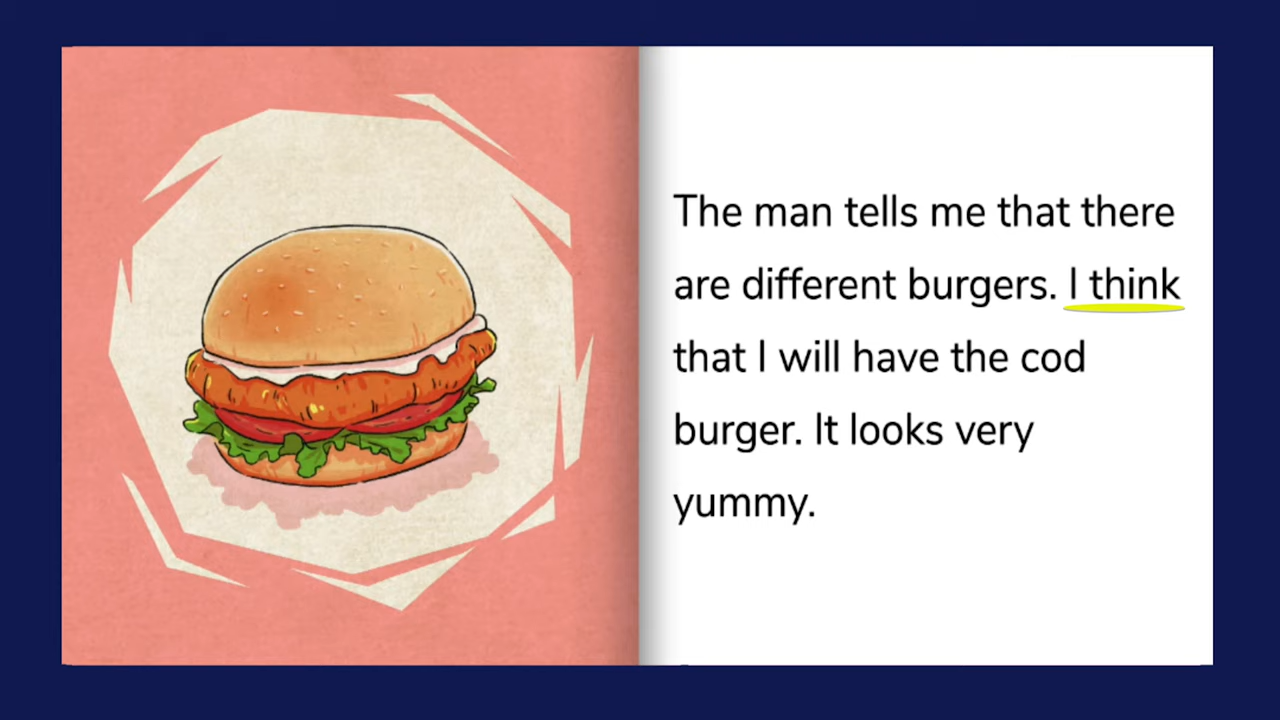 The man tells me that there
are different burgers. I think
that I will have the cod
burger. It looks very
yummy.